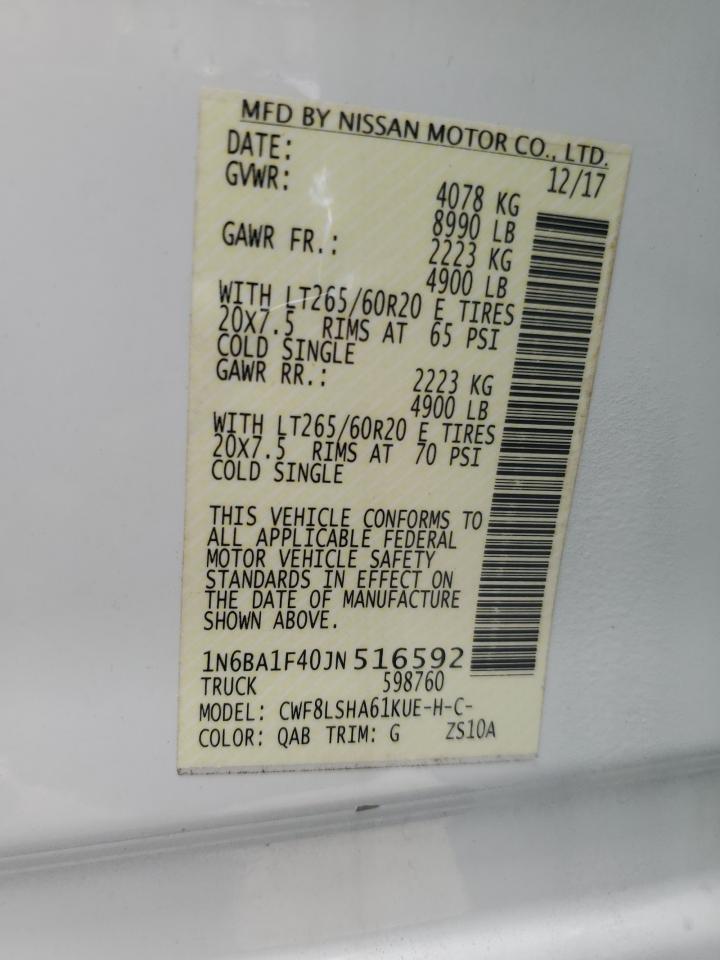 MFD BY NISSAN MOTOR CO., LTD.
DATE: 12/17
GVWR: 4078 KG
8990 LB
GAWR FR.: 2223 KG
4900 LB
WITH LT265/60R20 E TIRES
20X7.5 RIMS AT 65 PSI
COLD SINGLE
GAWR RR.: 2223 KG
4900 LB
WITH LT265/60R20 E TIRES
20X7.5 RIMS AT 70 PSI
COLD SINGLE
THIS VEHICLE CONFORMS TO
ALL APPLICABLE FEDERAL
MOTOR VEHICLE SAFETY
STANDARDS IN EFFECT ON
THE DATE OF MANUFACTURE
SHOWN ABOVE.
1N6BA1F40JN516592
TRUCK 598760
MODEL: CWF8LSHA61KUE-H-C-
COLOR: QAB TRIM: G ZS10A